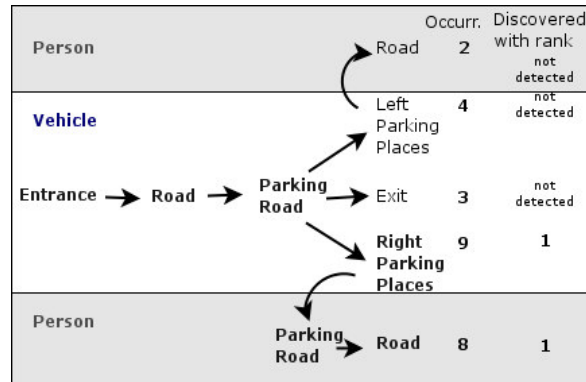 Occurr.
Discovered
with rank
Person
Road
2
not
detected
Vehicle
Left
Parking
Places
4
not
detected
Entrance
Road
Parking
Road
Exit
3
not
detected
Right
Parking
Places
9
1
Person
Parking
Road
Road
8
1